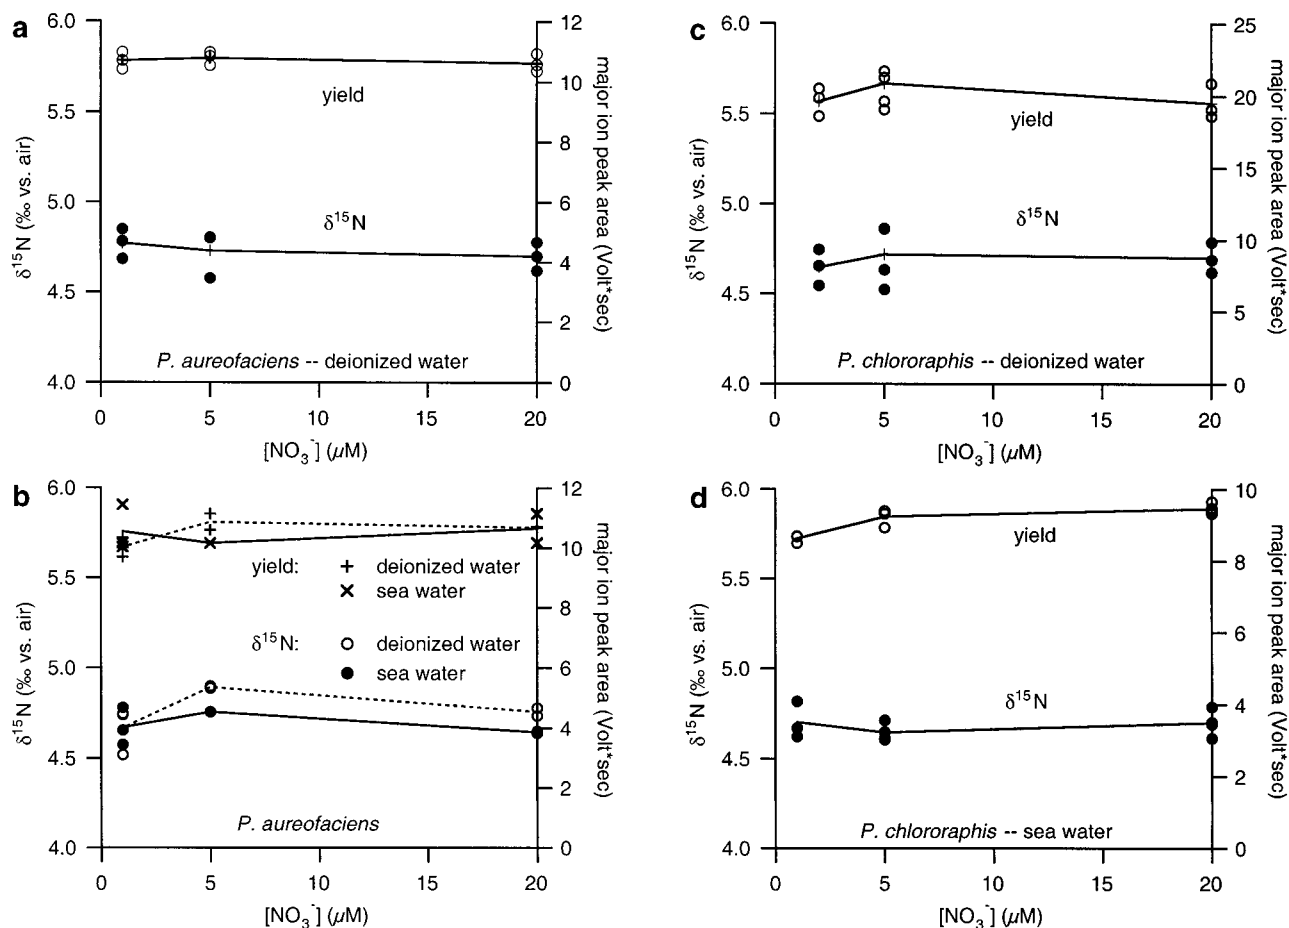 a
6.0
5.5
5.0
4.5
4.0
δ15N (‰ vs. air)
12
10
8
6
4
2
0
major ion peak area (Volt*sec)
yield
δ15N
P. aureofaciens -- deionized water
0 5 10 15 20
[NO3-] (μM)
c
6.0
5.5
5.0
4.5
4.0
δ15N (‰ vs. air)
25
20
15
10
5
0
major ion peak area (Volt*sec)
yield
δ15N
P. chlororaphis -- deionized water
0 5 10 15 20
[NO3-] (μM)
b
6.0
5.5
5.0
4.5
4.0
δ15N (‰ vs. air)
12
10
8
6
4
2
0
major ion peak area (Volt*sec)
yield: + deionized water
× sea water
δ15N: deionized water
sea water
P. aureofaciens
0 5 10 15 20
[NO3-] (μM)
d
6.0
5.5
5.0
4.5
4.0
δ15N (‰ vs. air)
10
8
6
4
2
0
major ion peak area (Volt*sec)
yield
δ15N
P. chlororaphis -- sea water
0 5 10 15 20
[NO3-] (μM)